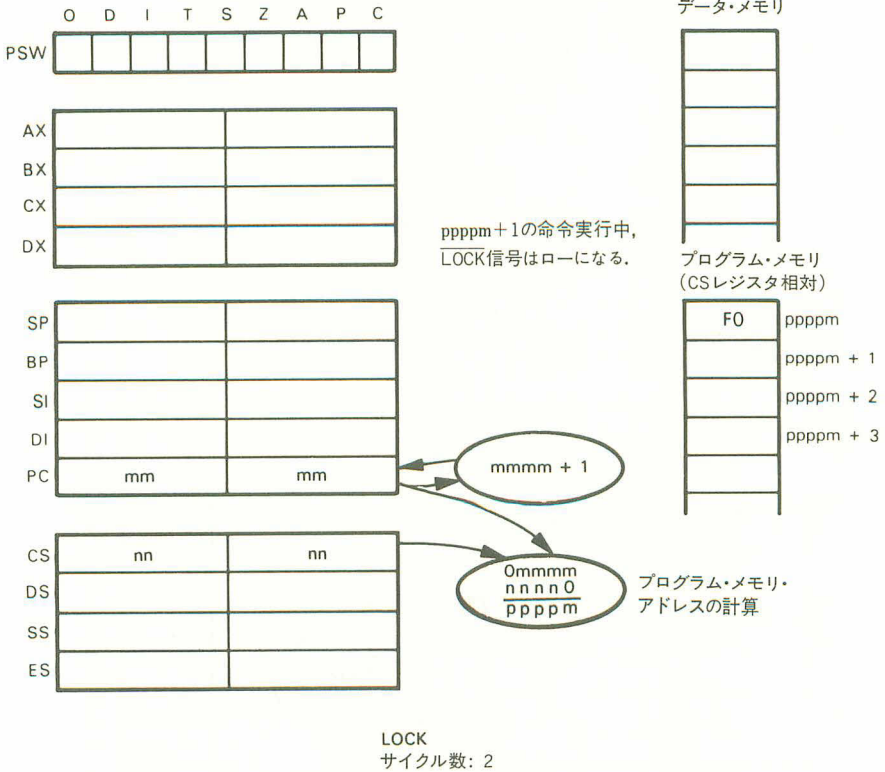 O D I T S Z A P C
データ・メモリ
PSW
AX
BX
CX
DX
ppppm+1の命令実行中,
LOCK信号はローになる.
プログラム・メモリ
(CSレジスタ相対)
SP
BP
SI
DI
PC mm mm
mmmm + 1
F0 ppppm
ppppm + 1
ppppm + 2
ppppm + 3
CS nn nn
DS
SS
ES
0mmmm
nnnn0
ppppm
プログラム・メモリ・
アドレスの計算
LOCK
サイクル数: 2